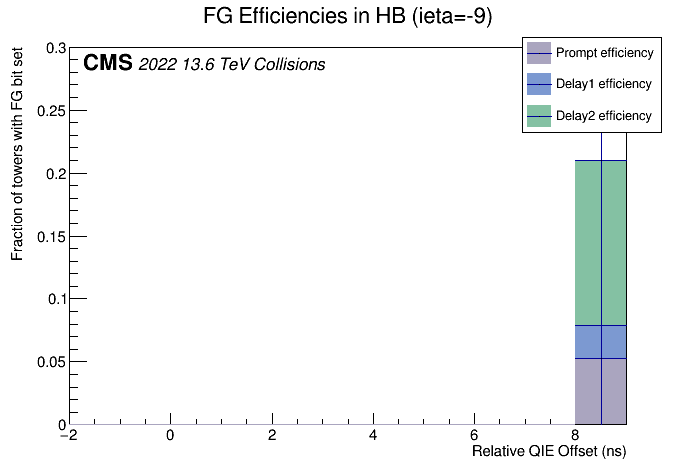 FG Efficiencies in HB (ieta=-9)
CMS 2022 13.6 TeV Collisions
Prompt efficiency
Delay1 efficiency
Delay2 efficiency
Fraction of towers with FG bit set
0.3
0.25
0.2
0.15
0.1
0.05
0
−2 0 2 4 6 8
Relative QIE Offset (ns)